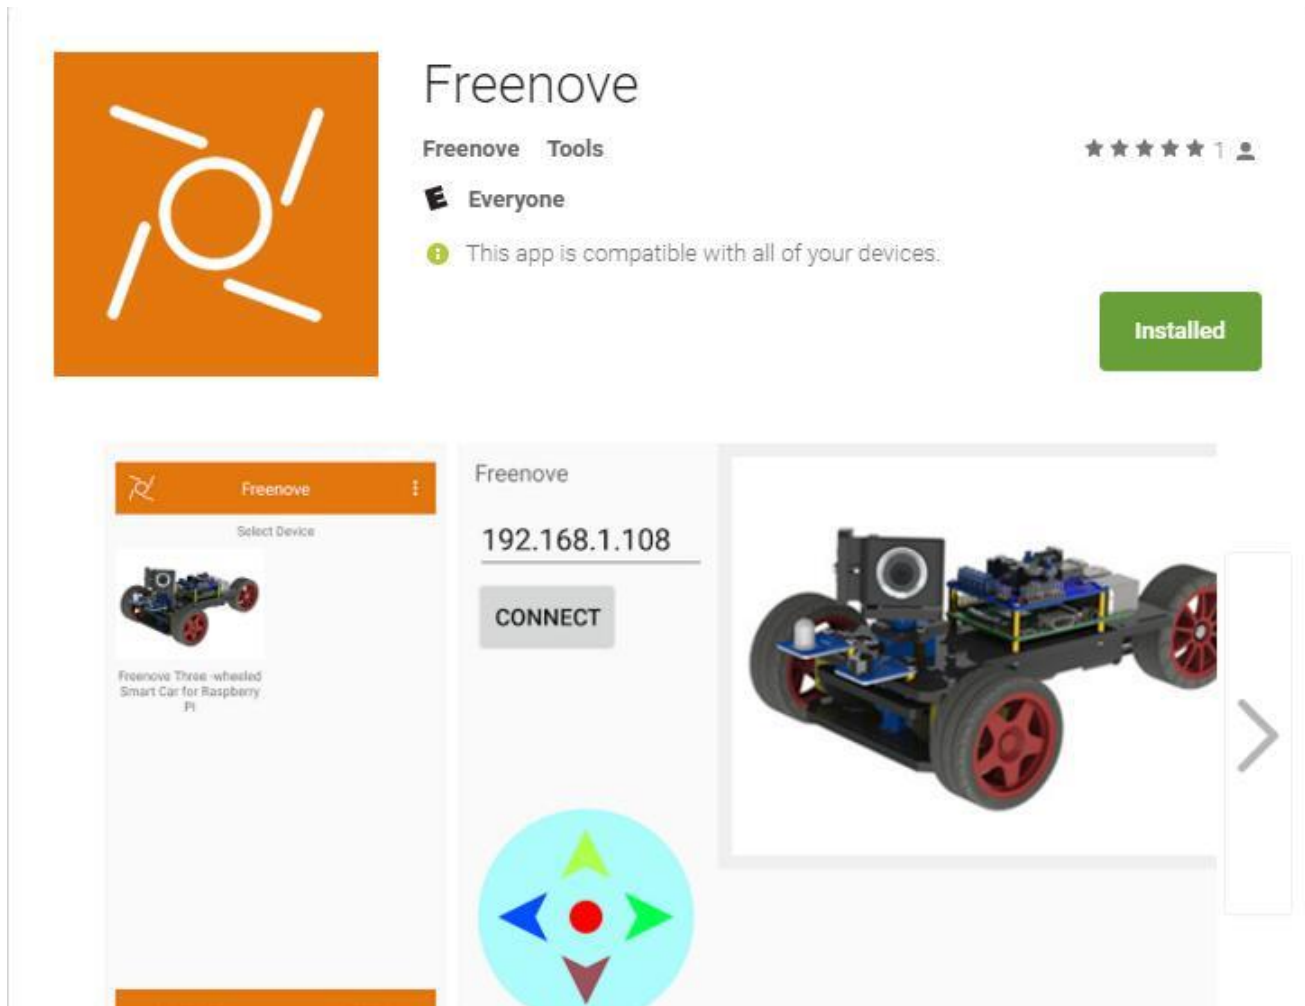 Freenove
Freenove Tools
1
E Everyone
This app is compatible with all of your devices.
Installed
Freenove
Select Device
Freenove Three -wheeled
Smart Car for Raspberry
Pi
Freenove
192.168.1.108
CONNECT